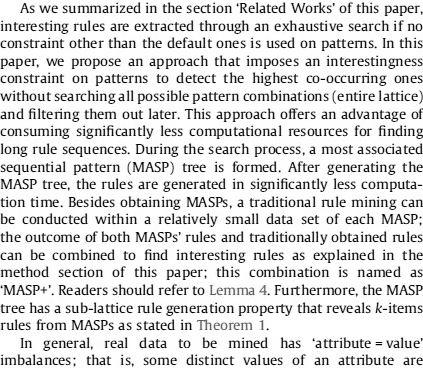 As we summarized in the section ‘Related Works’ of this paper,
interesting rules are extracted through an exhaustive search if no
constraint other than the default ones is used on patterns. In this
paper, we propose an approach that imposes an interestingness
constraint on patterns to detect the highest co-occurring ones
without searching all possible pattern combinations (entire lattice)
and filtering them out later. This approach offers an advantage of
consuming significantly less computational resources for finding
long rule sequences. During the search process, a most associated
sequential pattern (MASP) tree is formed. After generating the
MASP tree, the rules are generated in significantly less computa-
tion time. Besides obtaining MASPs, a traditional rule mining can
be conducted within a relatively small data set of each MASP;
the outcome of both MASPs’ rules and traditionally obtained rules
can be combined to find interesting rules as explained in the
method section of this paper; this combination is named as
‘MASP+’. Readers should refer to Lemma 4. Furthermore, the MASP
tree has a sub-lattice rule generation property that reveals k-items
rules from MASPs as stated in Theorem 1.
In general, real data to be mined has ‘attribute = value’
imbalances; that is, some distinct values of an attribute are